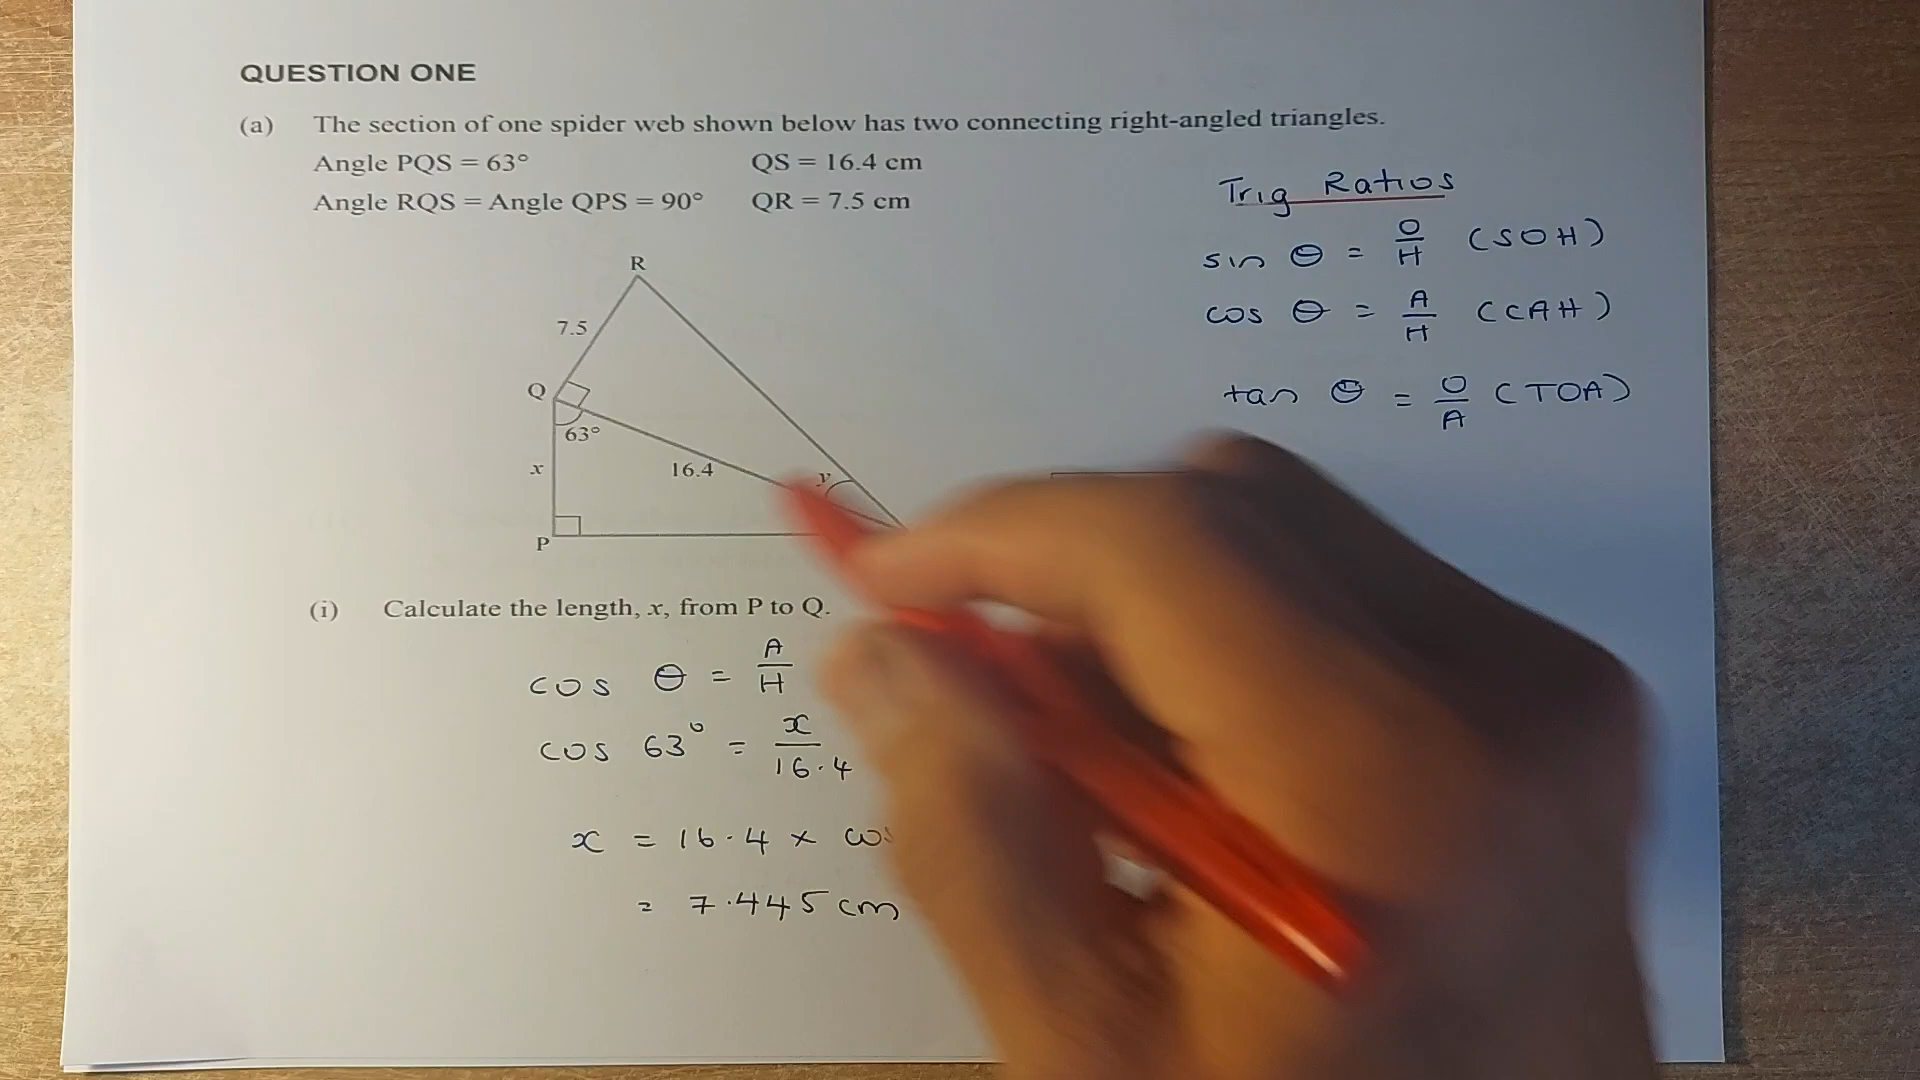 QUESTION ONE
(a) The section of one spider web shown below has two connecting right-angled triangles.
Angle PQS = 63° QS = 16.4 cm
Angle RQS = Angle QPS = 90° QR = 7.5 cm
Trig Ratios
sin θ = O/H (SOH)
cos θ = A/H (CAH)
tan θ = O/A (TOA)
R
7.5
Q
63°
x
16.4
y
P
(i) Calculate the length, x, from P to Q.
cos θ = A/H
cos 63° = x/16.4
x = 16.4 ×
= 7.445 cm